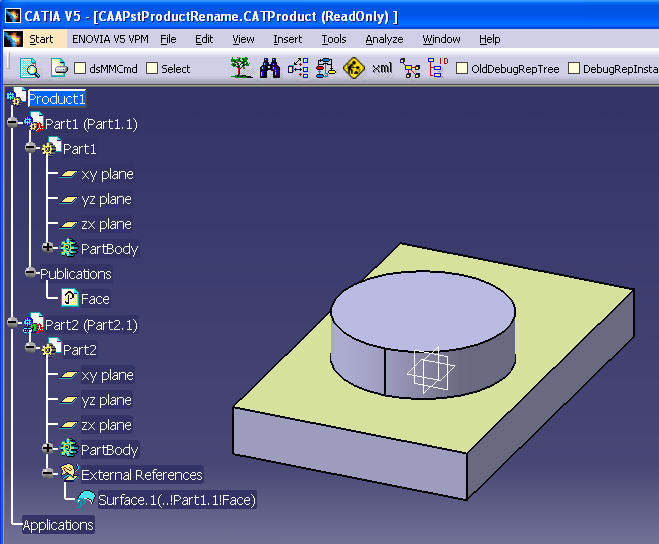 CATIA V5 - [CAAPstProductRename.CATProduct (ReadOnly) ]
Start ENOVIA V5 VPM File Edit View Insert Tools Analyze Window Help
dsMMCmd Select xml ID OldDebugRepTree DebugRepInsta
Product1
Part1 (Part1.1)
Part1
xy plane
yz plane
zx plane
PartBody
Publications
Face
Part2 (Part2.1)
Part2
xy plane
yz plane
zx plane
PartBody
External References
Surface.1(..!Part1.1!Face)
Applications